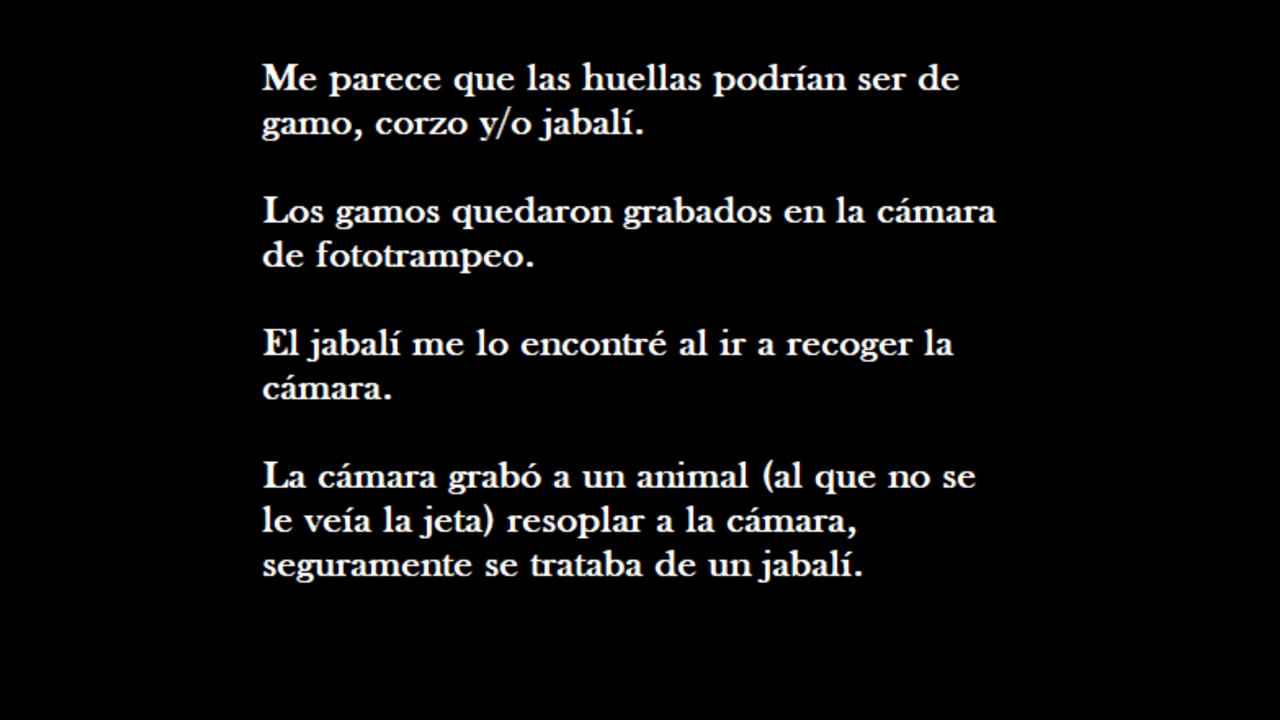 Me parece que las huellas podrían ser de
gamo, corzo y/o jabalí.
Los gamos quedaron grabados en la cámara
de fototrampeo.
El jabalí me lo encontré al ir a recoger la
cámara.
La cámara grabó a un animal (al que no se
le veía la jeta) resoplar a la cámara,
seguramente se trataba de un jabalí.